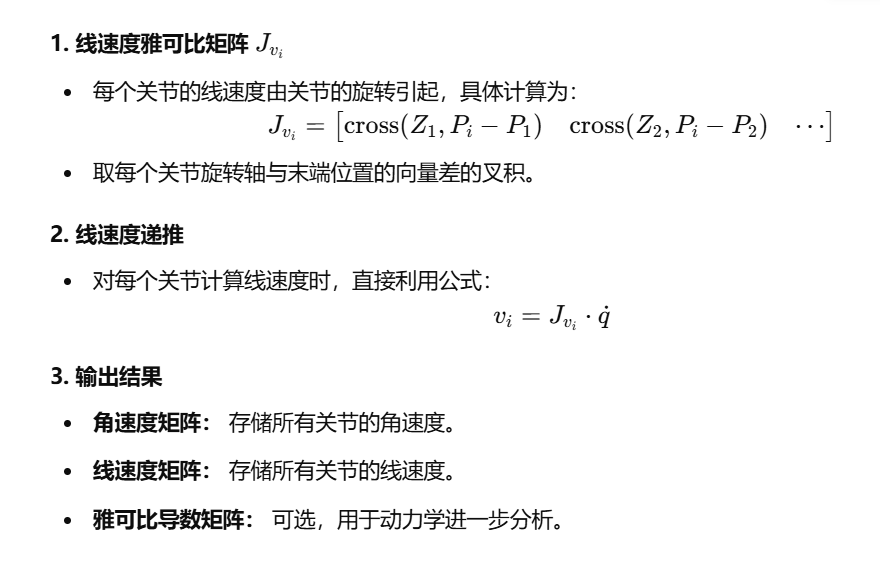 1. 线速度雅可比矩阵 $J_{v_i}$
• 每个关节的线速度由关节的旋转引起，具体计算为：
$J_{v_i} = \begin{bmatrix} \text{cross}(Z_1, P_i - P_1) & \text{cross}(Z_2, P_i - P_2) & \cdots \end{bmatrix}$
• 取每个关节旋转轴与末端位置的向量差的叉积。
2. 线速度递推
• 对每个关节计算线速度时，直接利用公式：
$v_i = J_{v_i} \cdot \dot{q}$
3. 输出结果
• 角速度矩阵： 存储所有关节的角速度。
• 线速度矩阵： 存储所有关节的线速度。
• 雅可比导数矩阵： 可选，用于动力学进一步分析。